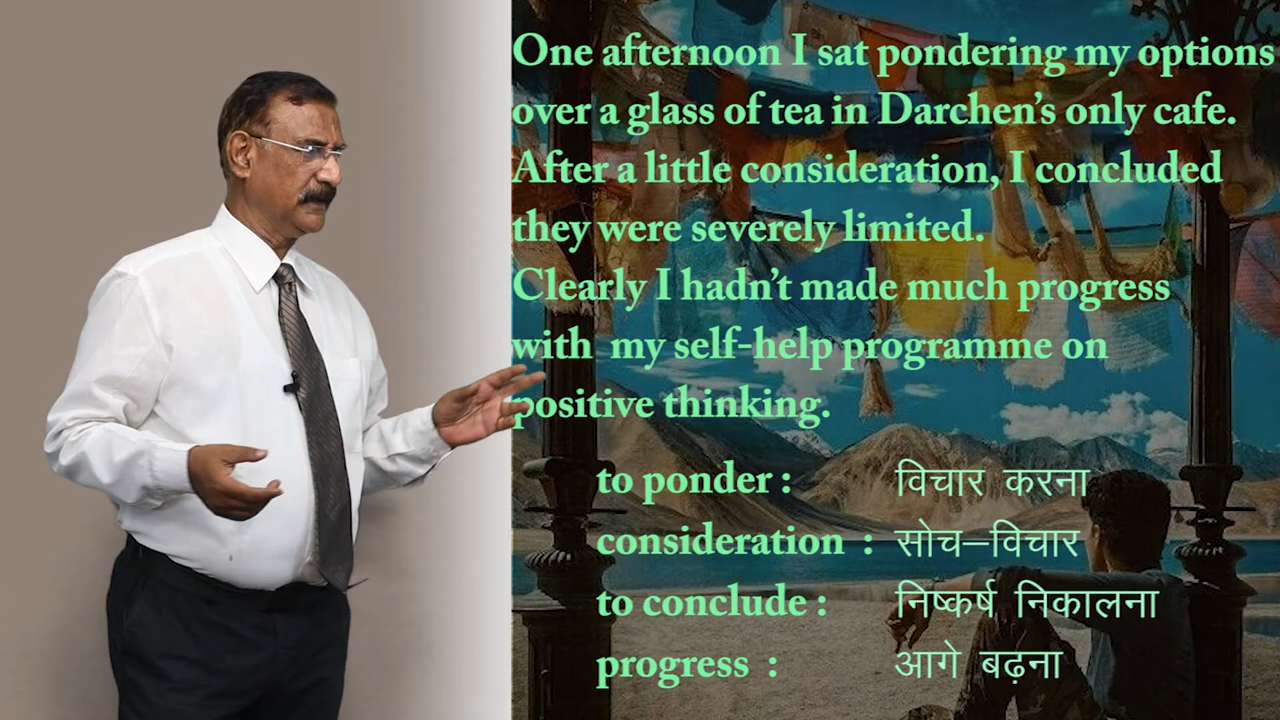 One afternoon I sat pondering my options
over a glass of tea in Darchen's only cafe.
After a little consideration, I concluded
they were severely limited.
Clearly I hadn't made much progress
with my self-help programme on
positive thinking.
to ponder : विचार करना
consideration : सोच–विचार
to conclude : निष्कर्ष निकालना
progress : आगे बढ़ना